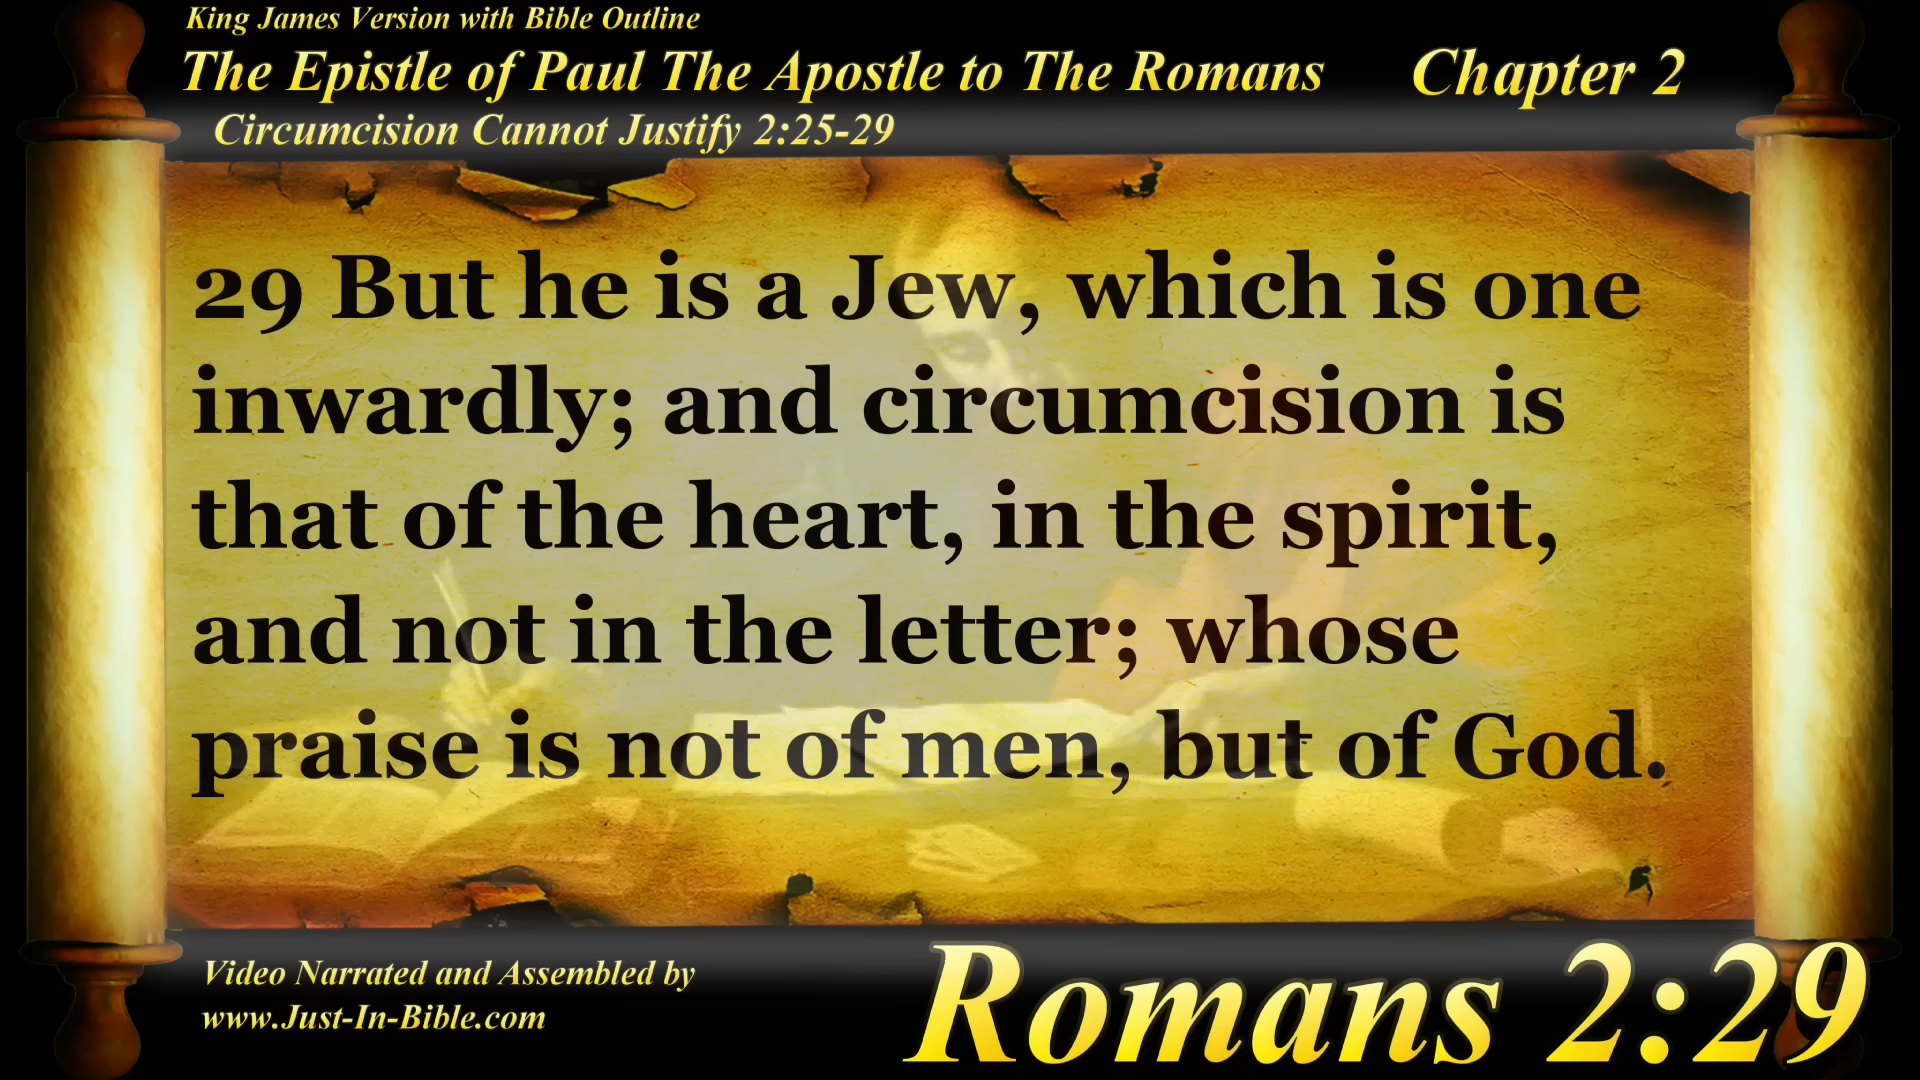 King James Version with Bible Outline
The Epistle of Paul The Apostle to The Romans Chapter 2
Circumcision Cannot Justify 2:25-29
29 But he is a Jew, which is one
inwardly; and circumcision is
that of the heart, in the spirit,
and not in the letter; whose
praise is not of men, but of God.
Video Narrated and Assembled by
www.Just-In-Bible.com
Romans 2:29